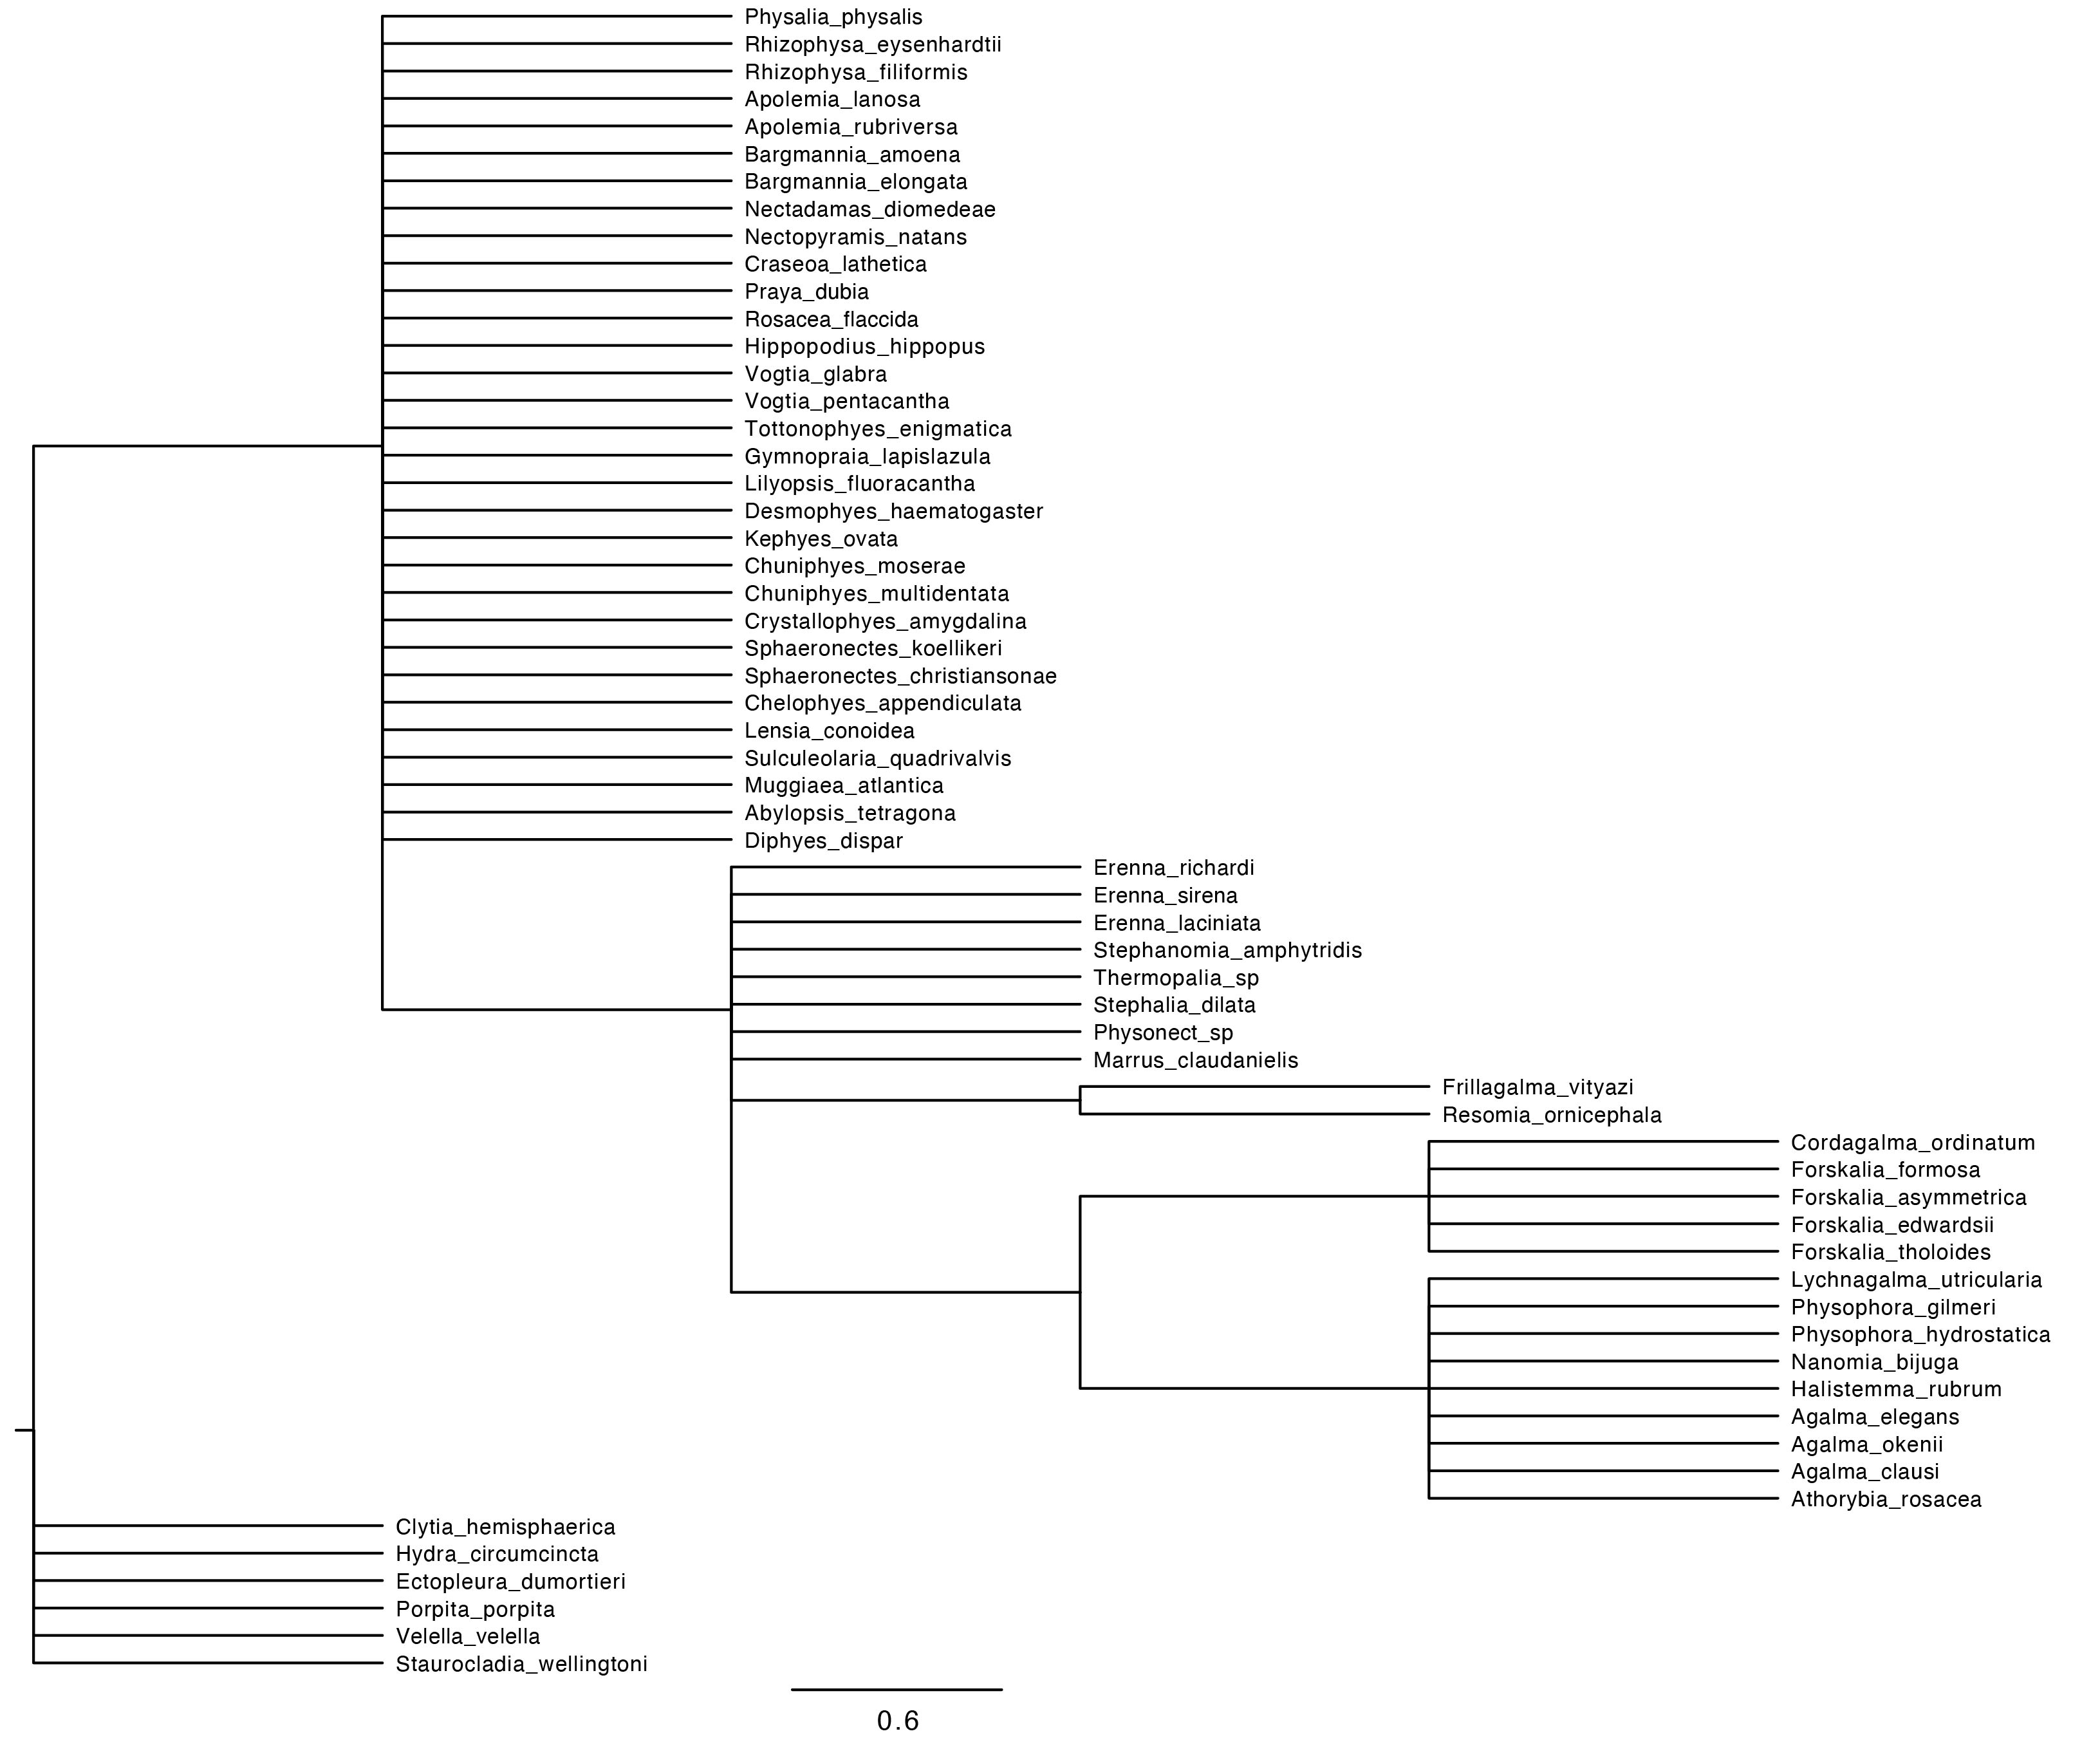 Physalia_physalis
Rhizophysa_eysenhardtii
Rhizophysa_filiformis
Apolemia_lanosa
Apolemia_rubriversa
Bargmannia_amoena
Bargmannia_elongata
Nectadamas_diomedeae
Nectopyramis_natans
Craseoa_lathetica
Praya_dubia
Rosacea_flaccida
Hippopodius_hippopus
Vogtia_glabra
Vogtia_pentacantha
Tottonophyes_enigmatica
Gymnopraia_lapislazula
Lilyopsis_fluoracantha
Desmophyes_haematogaster
Kephyes_ovata
Chuniphyes_moserae
Chuniphyes_multidentata
Crystallophyes_amygdalina
Sphaeronectes_koellikeri
Sphaeronectes_christiansonae
Chelophyes_appendiculata
Lensia_conoidea
Sulculeolaria_quadrivalvis
Muggiaea_atlantica
Abylopsis_tetragona
Diphyes_dispar
Erenna_richardi
Erenna_sirena
Erenna_laciniata
Stephanomia_amphytridis
Thermopalia_sp
Stephalia_dilata
Physonect_sp
Marrus_claudanielis
Frillagalma_vityazi
Resomia_ornicephala
Cordagalma_ordinatum
Forskalia_formosa
Forskalia_asymmetrica
Forskalia_edwardsii
Forskalia_tholoides
Lychnagalma_utricularia
Physophora_gilmeri
Physophora_hydrostatica
Nanomia_bijuga
Halistemma_rubrum
Agalma_elegans
Agalma_okenii
Agalma_clausi
Athorybia_rosacea
Clytia_hemisphaerica
Hydra_circumcincta
Ectopleura_dumortieri
Porpita_porpita
Velella_velella
Staurocladia_wellingtoni
0.6